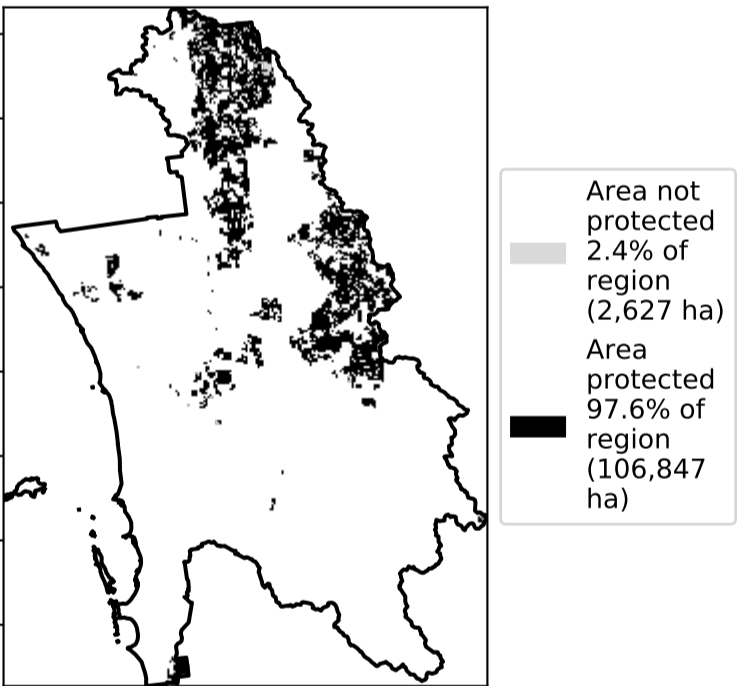 Area not
protected
2.4% of
region
(2,627 ha)
Area
protected
97.6% of
region
(106,847
ha)